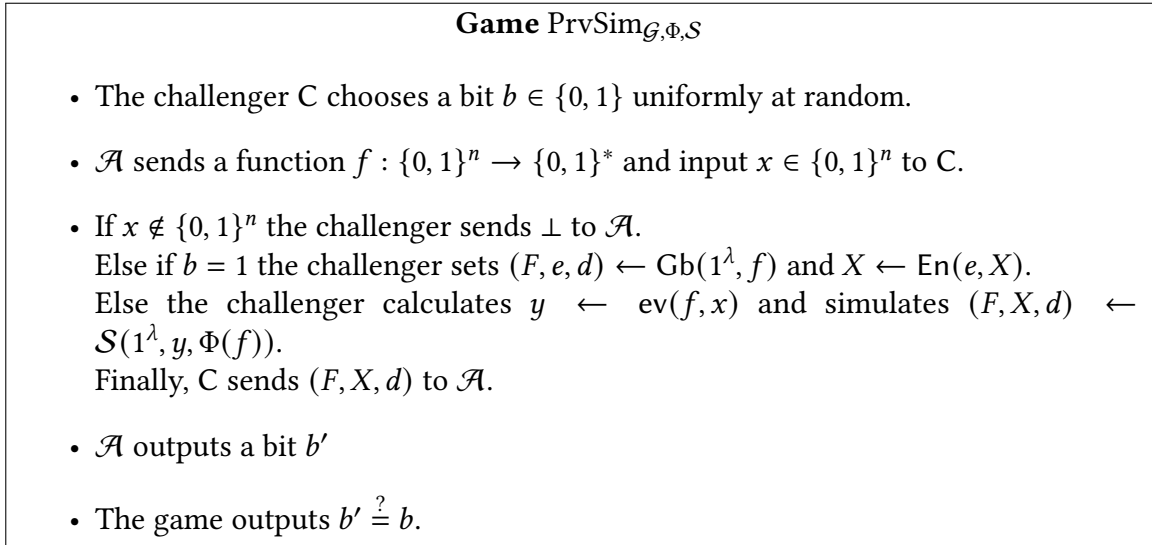 Game PrvSim𝒢,Φ,𝒮
• The challenger C chooses a bit b ∈ {0, 1} uniformly at random.
• 𝒜 sends a function f : {0, 1}ⁿ → {0, 1}* and input x ∈ {0, 1}ⁿ to C.
• If x ∉ {0, 1}ⁿ the challenger sends ⊥ to 𝒜.
Else if b = 1 the challenger sets (F, e, d) ← Gb(1^λ, f) and X ← En(e, X).
Else the challenger calculates y ← ev(f, x) and simulates (F, X, d) ←
𝒮(1^λ, y, Φ(f)).
Finally, C sends (F, X, d) to 𝒜.
• 𝒜 outputs a bit b′
• The game outputs b′ ≟ b.